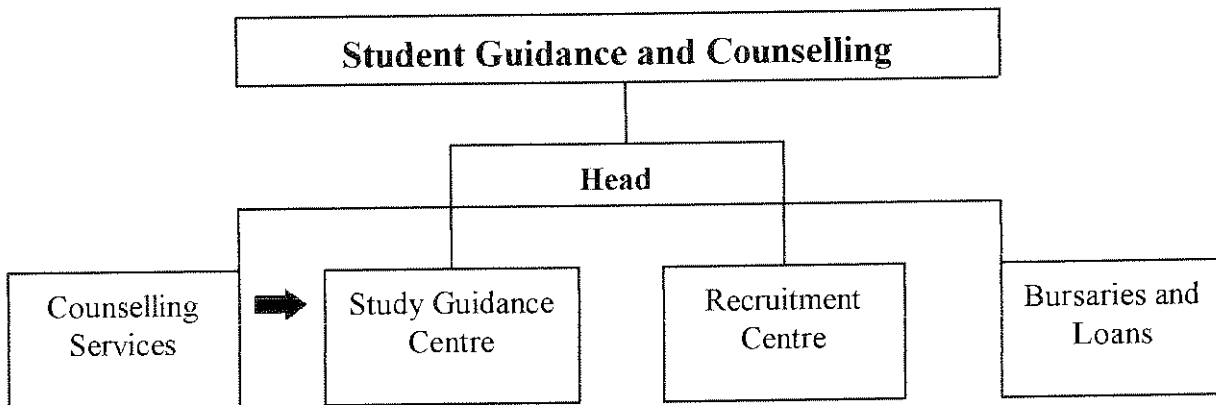 Student Guidance and Counselling
Head
Counselling
Services
Study Guidance
Centre
Recruitment
Centre
Bursaries and
Loans